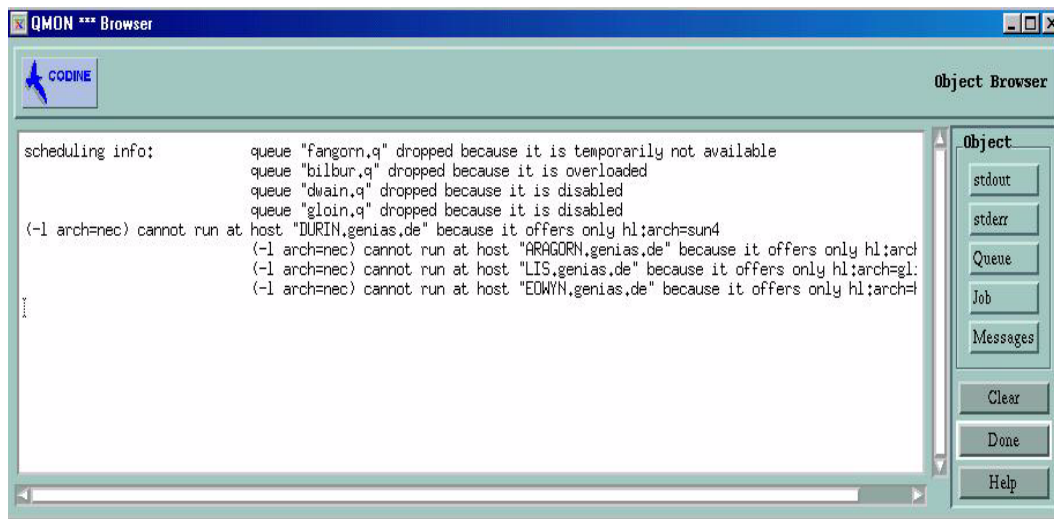 QMON *** Browser
CODINE
Object Browser
scheduling info: queue "fangorn.q" dropped because it is temporarily not available
queue "bilbur.q" dropped because it is overloaded
queue "dwain.q" dropped because it is disabled
queue "gloin.q" dropped because it is disabled
(-l arch=nec) cannot run at host "DURIN.genias.de" because it offers only hl:arch=sun4
(-l arch=nec) cannot run at host "ARAGORN.genias.de" because it offers only hl:arch
(-l arch=nec) cannot run at host "LIS.genias.de" because it offers only hl:arch=gl:
(-l arch=nec) cannot run at host "EOWYN.genias.de" because it offers only hl:arch=
Object
stdout
stderr
Queue
Job
Messages
Clear
Done
Help